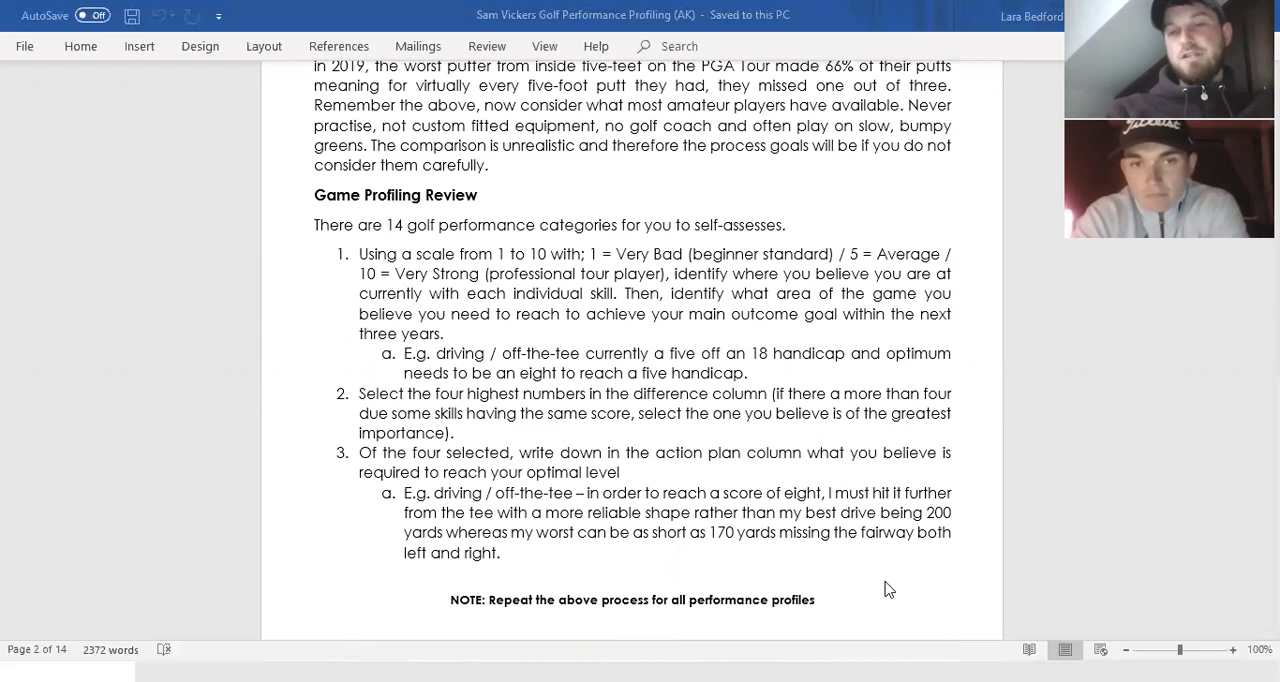 AutoSave Off Sam Vickers Golf Performance Profiling (AK) - Saved to this PC Lara Bedford
File Home Insert Design Layout References Mailings Review View Help Search
in 2019, the worst putter from inside five-feet on the PGA Tour made 66% of their putts
meaning for virtually every five-foot putt they had, they missed one out of three.
Remember the above, now consider what most amateur players have available. Never
practise, not custom fitted equipment, no golf coach and often play on slow, bumpy
greens. The comparison is unrealistic and therefore the process goals will be if you do not
consider them carefully.
Game Profiling Review
There are 14 golf performance categories for you to self-assesses.
1. Using a scale from 1 to 10 with; 1 = Very Bad (beginner standard) / 5 = Average /
10 = Very Strong (professional tour player), identify where you believe you are at
currently with each individual skill. Then, identify what area of the game you
believe you need to reach to achieve your main outcome goal within the next
three years.
a. E.g. driving / off-the-tee currently a five off an 18 handicap and optimum
needs to be an eight to reach a five handicap.
2. Select the four highest numbers in the difference column (if there a more than four
due some skills having the same score, select the one you believe is of the greatest
importance).
3. Of the four selected, write down in the action plan column what you believe is
required to reach your optimal level
a. E.g. driving / off-the-tee – in order to reach a score of eight, I must hit it further
from the tee with a more reliable shape rather than my best drive being 200
yards whereas my worst can be as short as 170 yards missing the fairway both
left and right.
NOTE: Repeat the above process for all performance profiles
Page 2 of 14 2372 words 100%
Titleist